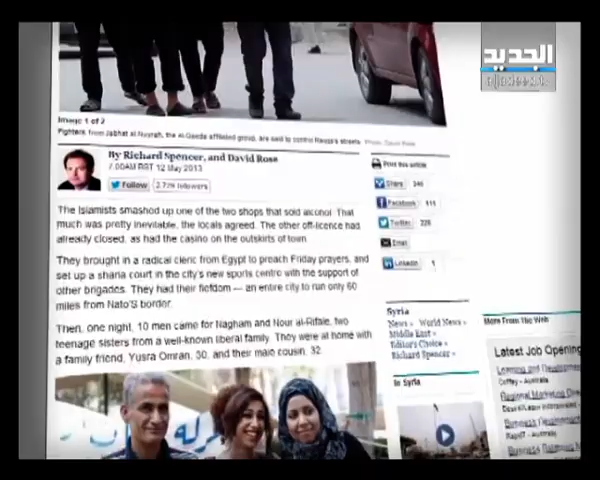 الجديد
aljadeed.tv
Image 1 of 2
Fighters from Jabhat al-Nusrah, the al-Qaeda affiliated group, are said to control Raqqa's streets
By Richard Spencer, and David Rose
7:00AM BST 12 May 2013
Follow
2,729 followers
The Islamists smashed up one of the two shops that sold alcohol. That
much was pretty inevitable, the locals agreed. The other off-licence had
already closed, as had the casino on the outskirts of town.
They brought in a radical cleric from Egypt to preach Friday prayers, and
set up a sharia court in the city's new sports centre with the support of
other brigades. They had their fiefdom — an entire city to run only 60
miles from Nato'S border.
Then, one night, 10 men came for Nagham and Nour al-Rifaie, two
teenage sisters from a well-known liberal family. They were at home with
a family friend, Yusra Omran, 30, and their male cousin, 32.
Print this article
Share
Facebook
Twitter
Email
LinkedIn 1
Syria
News »
World News »
Middle East »
Editor's Choice »
Richard Spencer »
In Syria
More From The Web
Latest Job Opening